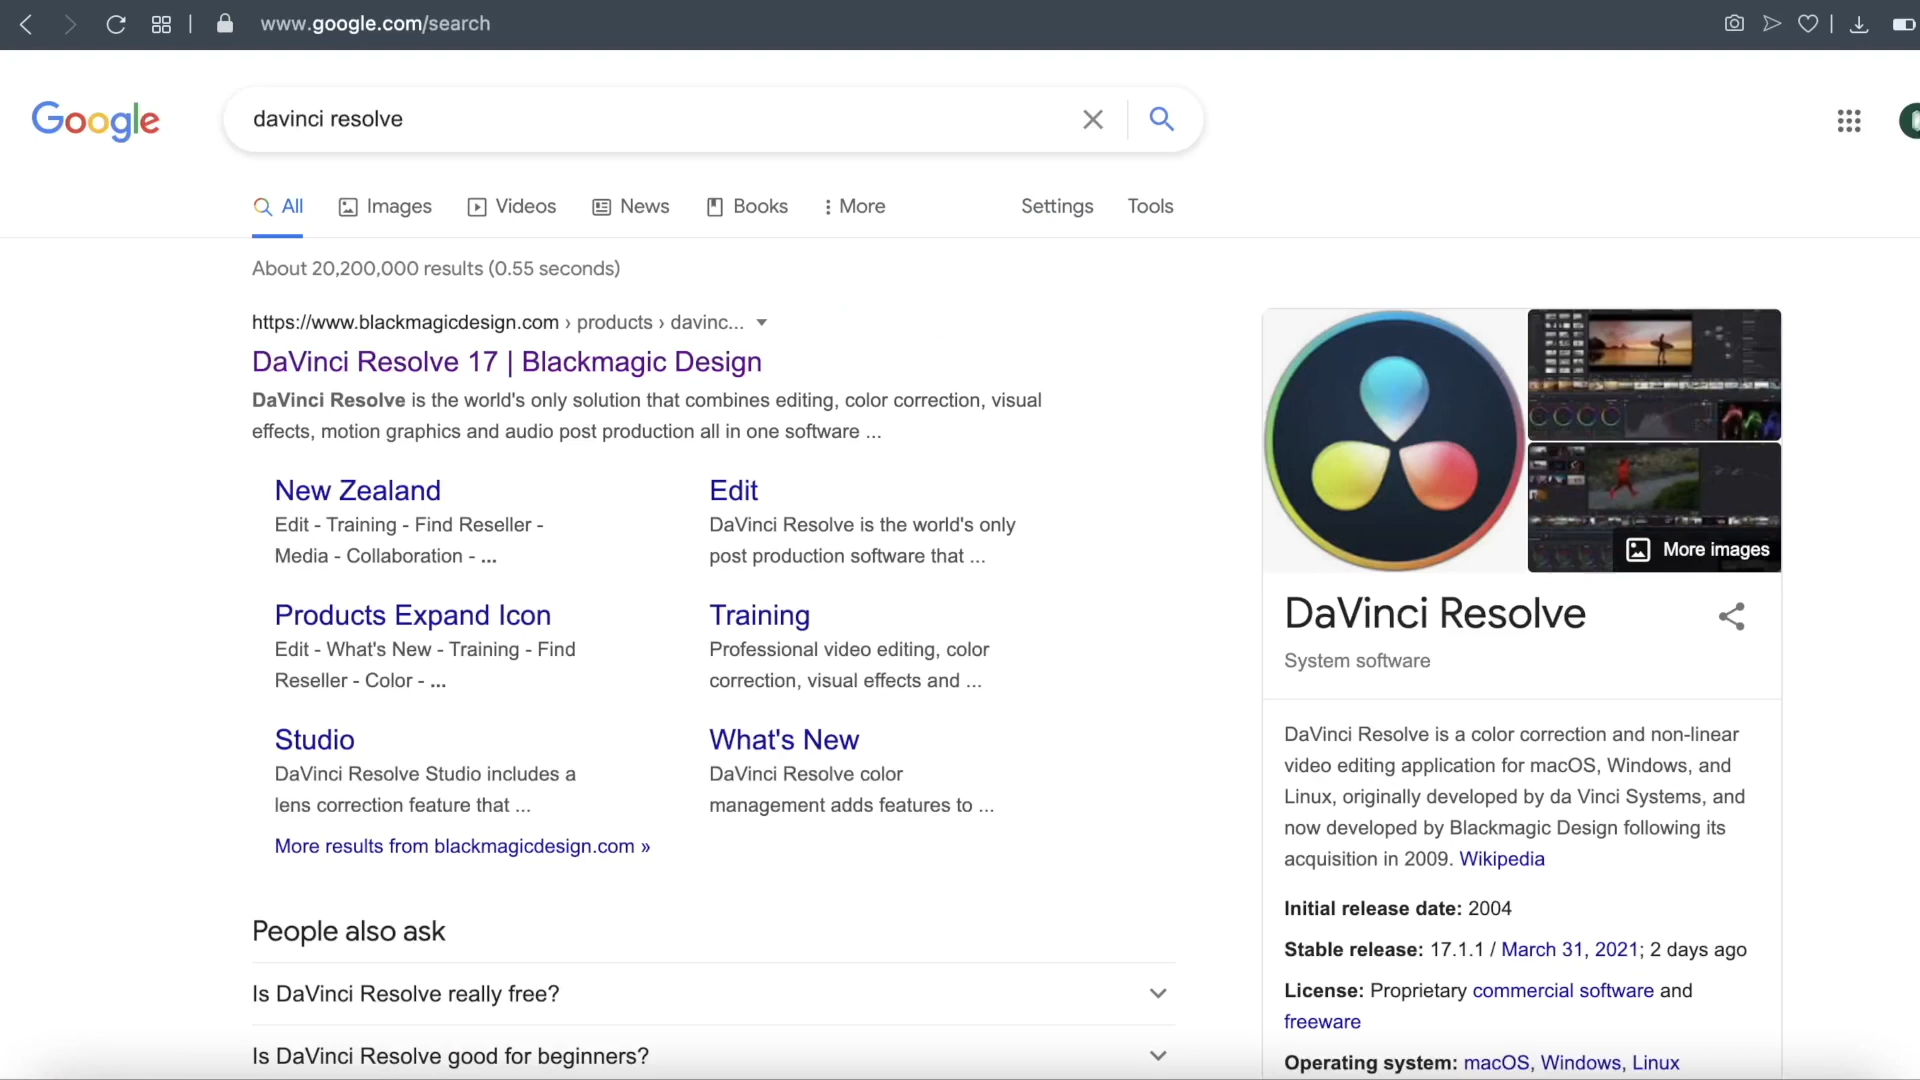 www.google.com/search
Google
davinci resolve
All
Images
Videos
News
Books
More
Settings
Tools
About 20,200,000 results (0.55 seconds)
https://www.blackmagicdesign.com › products › davinc...
DaVinci Resolve 17 | Blackmagic Design
DaVinci Resolve is the world's only solution that combines editing, color correction, visual
effects, motion graphics and audio post production all in one software ...
New Zealand
Edit - Training - Find Reseller -
Media - Collaboration - ...
Edit
DaVinci Resolve is the world's only
post production software that ...
Products Expand Icon
Edit - What's New - Training - Find
Reseller - Color - ...
Training
Professional video editing, color
correction, visual effects and ...
Studio
DaVinci Resolve Studio includes a
lens correction feature that ...
What's New
DaVinci Resolve color
management adds features to ...
More results from blackmagicdesign.com »
People also ask
Is DaVinci Resolve really free?
Is DaVinci Resolve good for beginners?
More images
DaVinci Resolve
System software
DaVinci Resolve is a color correction and non-linear
video editing application for macOS, Windows, and
Linux, originally developed by da Vinci Systems, and
now developed by Blackmagic Design following its
acquisition in 2009. Wikipedia
Initial release date: 2004
Stable release: 17.1.1 / March 31, 2021; 2 days ago
License: Proprietary commercial software and
freeware
Operating system: macOS, Windows, Linux